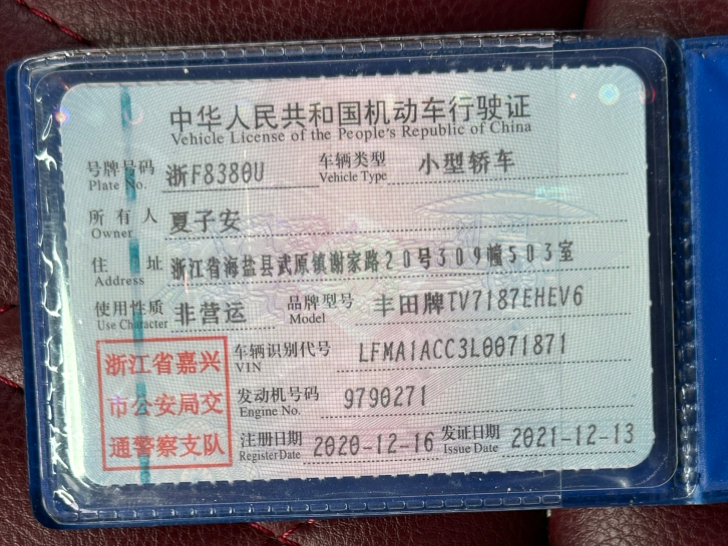 中华人民共和国机动车行驶证
Vehicle License of the People's Republic of China
号牌号码 浙F8380U 车辆类型 小型轿车
Plate No. Vehicle Type
所有人 夏子安
Owner
住址 浙江省海盐县武原镇谢家路20号309幢503室
Address
使用性质 非营运 品牌型号 丰田牌TV7187EHEV6
Use Character Model
浙江省嘉兴
市公安局交
通警察支队
车辆识别代号 LFMA1ACC3L0071871
VIN
发动机号码 9790271
Engine No.
注册日期 2020-12-16 发证日期 2021-12-13
Register Date Issue Date